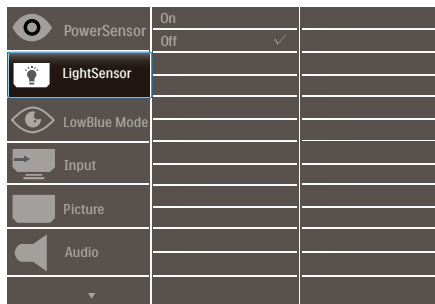 PowerSensor
On
Off
LightSensor
LowBlue Mode
Input
Picture
Audio